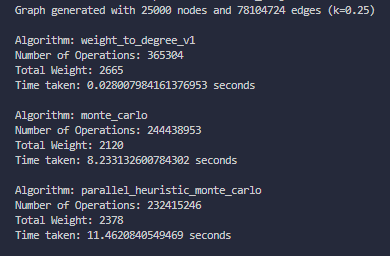 Graph generated with 25000 nodes and 78104724 edges (k=0.25)
Algorithm: weight_to_degree_v1
Number of Operations: 365304
Total Weight: 2665
Time taken: 0.028007984161376953 seconds
Algorithm: monte_carlo
Number of Operations: 244438953
Total Weight: 2120
Time taken: 8.233132600784302 seconds
Algorithm: parallel_heuristic_monte_carlo
Number of Operations: 232415246
Total Weight: 2378
Time taken: 11.4620840549469 seconds